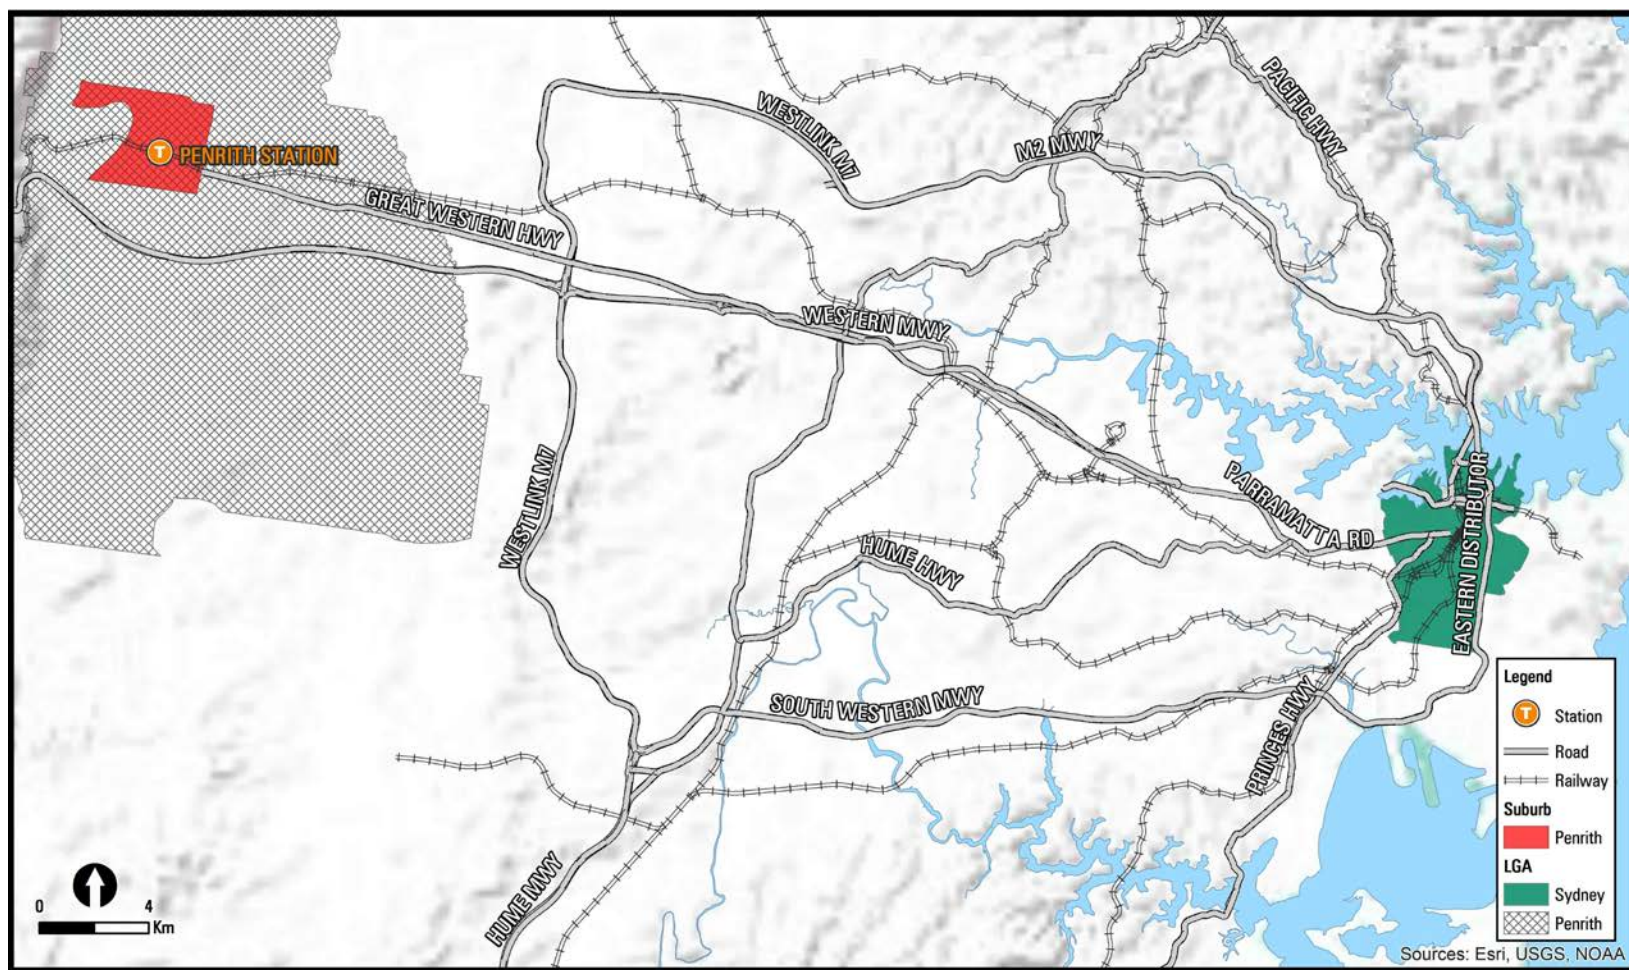 PACIFIC HWY
WESTLINK M7
M2 MWY
PENRITH STATION
GREAT WESTERN HWY
WESTERN MWY
WESTLINK M7
PARRAMATTA RD
EASTERN DISTRIBUTOR
HUME HWY
SOUTH WESTERN MWY
PRINCES HWY
HUME MWY
0 4
Km
Legend
T Station
Road
Railway
Suburb
Penrith
LGA
Sydney
Penrith
Sources: Esri, USGS, NOAA